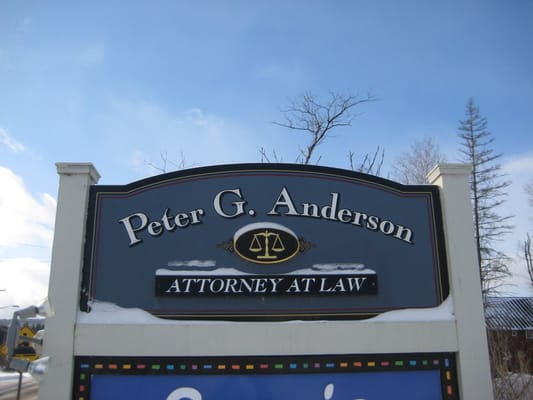 Peter G. Anderson
ATTORNEY AT LAW